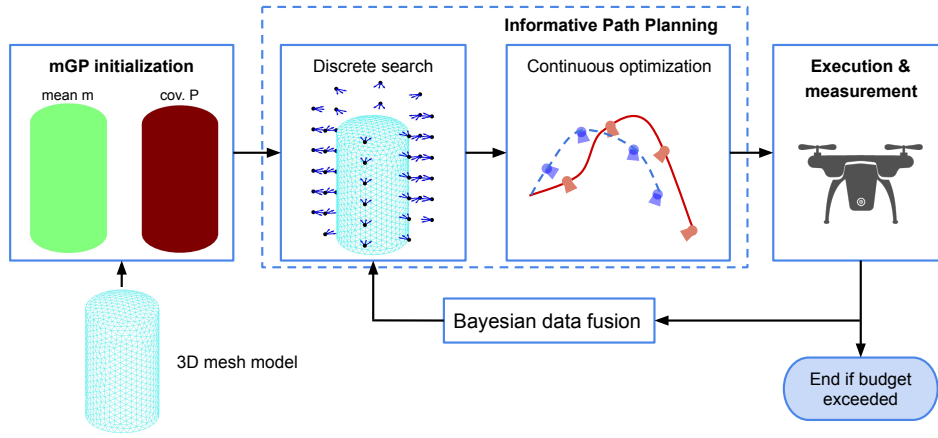 Informative Path Planning
mGP initialization
mean m
cov. P
Discrete search
Continuous optimization
Execution &
measurement
Bayesian data fusion
3D mesh model
End if budget
exceeded